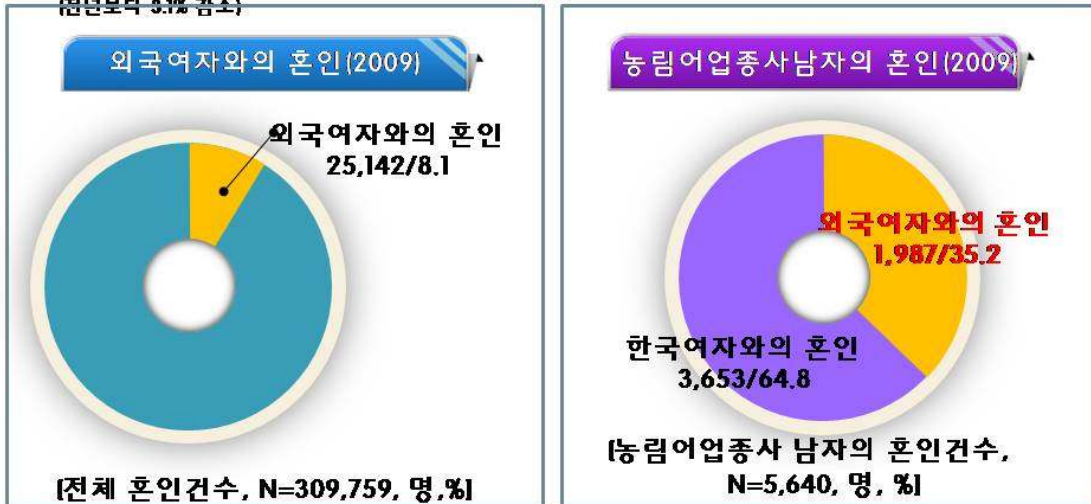 외국여자와의 혼인(2009)
외국여자와의 혼인
25,142/8.1
[전체 혼인건수, N=309,759, 명,%]
농림어업종사남자의 혼인(2009)
외국여자와의 혼인
1,987/35.2
한국여자와의 혼인
3,653/64.8
[농림어업종사 남자의 혼인건수,
N=5,640, 명, %]